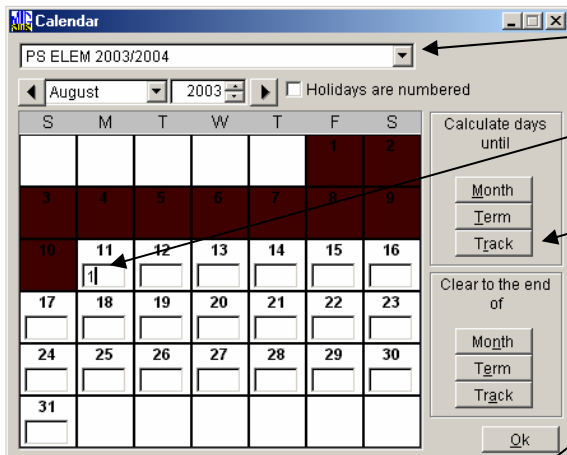 Calendar
PS ELEM 2003/2004
August 2003 Holidays are numbered
S M T W T F S
1 2
3 4 5 6 7 8 9
10 11 12 13 14 15 16
1
17 18 19 20 21 22 23
24 25 26 27 28 29 30
31
Calculate days
until
Month
Term
Track
Clear to the end
of
Month
Term
Track
Ok